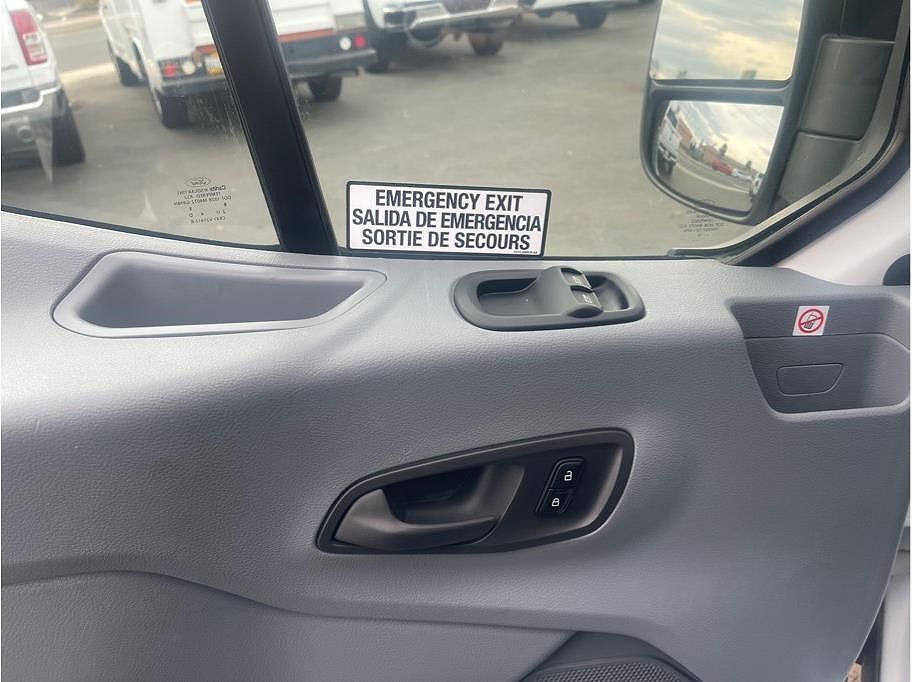 EMERGENCY EXIT
SALIDA DE EMERGENCIA
SORTIE DE SECOURS